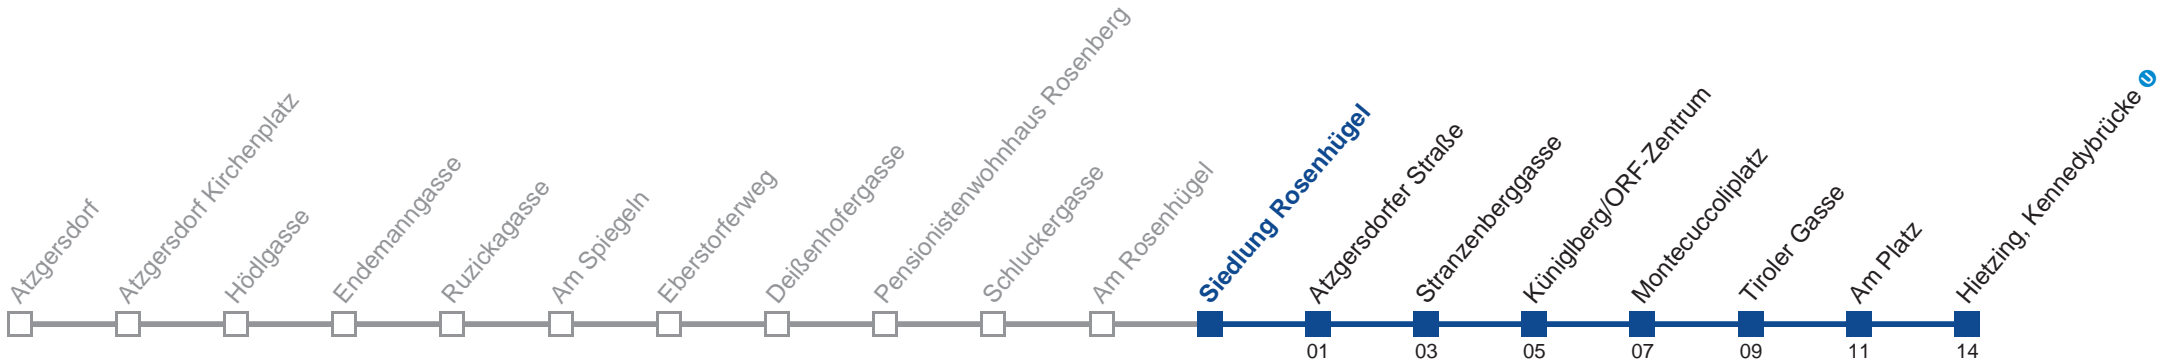 Atzgersdorf
Atzgersdorf Kirchenplatz
Hödlgasse
Endemanngasse
Ruzickagasse
Am Spiegeln
Eberstorferweg
Deißenhofergasse
Pensionistenwohnhaus Rosenberg
Schluckergasse
Am Rosenhügel
Siedlung Rosenhügel
Atzgersdorfer Straße
Stranzenberggasse
Küniglberg/ORF-Zentrum
Montecuccoliplatz
Tiroler Gasse
Am Platz
Hietzing, Kennedybrücke U
01 03 05 07 09 11 14